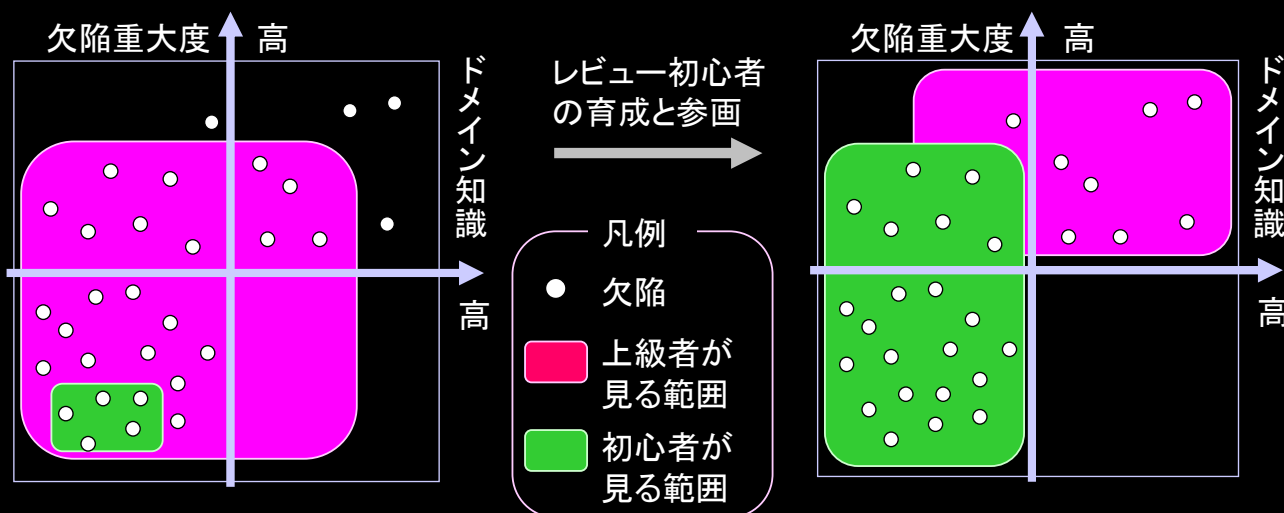 欠陥重大度
高
ドメイン知識
高
レビュー初心者
の育成と参画
凡例
欠陥
上級者が
見る範囲
初心者が
見る範囲
欠陥重大度
高
ドメイン知識
高